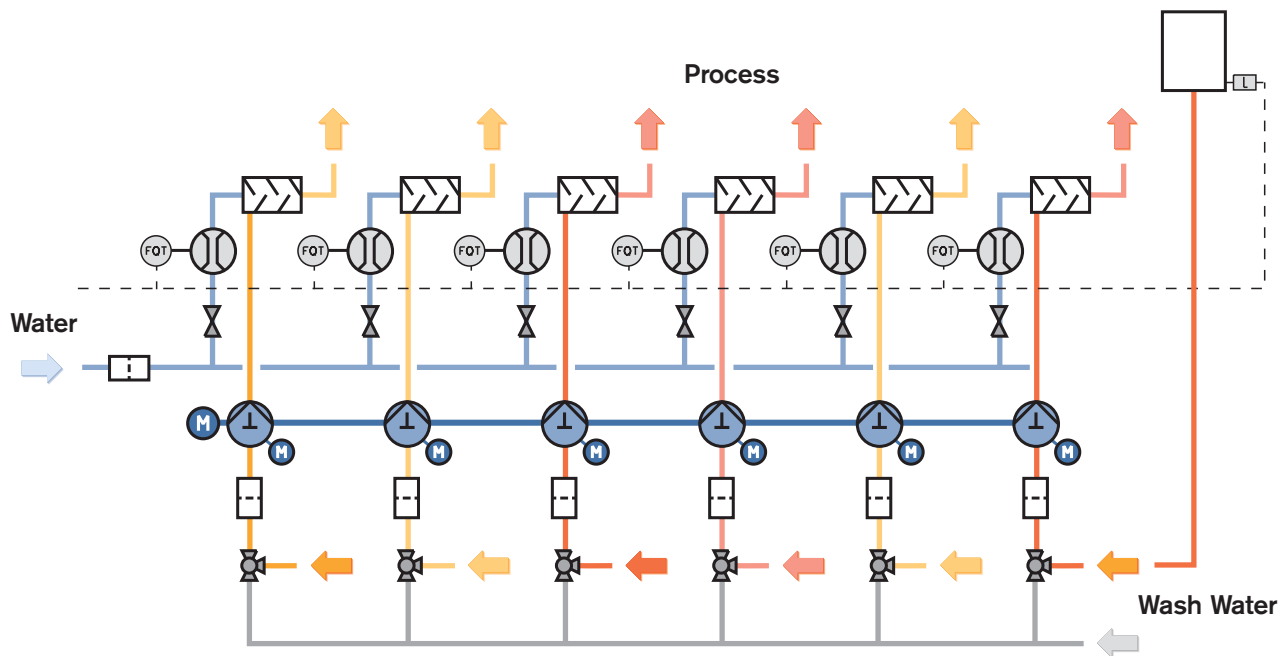 Process
L
FQT FQT FQT FQT FQT FQT
Water
M
M M M M M M
Wash Water